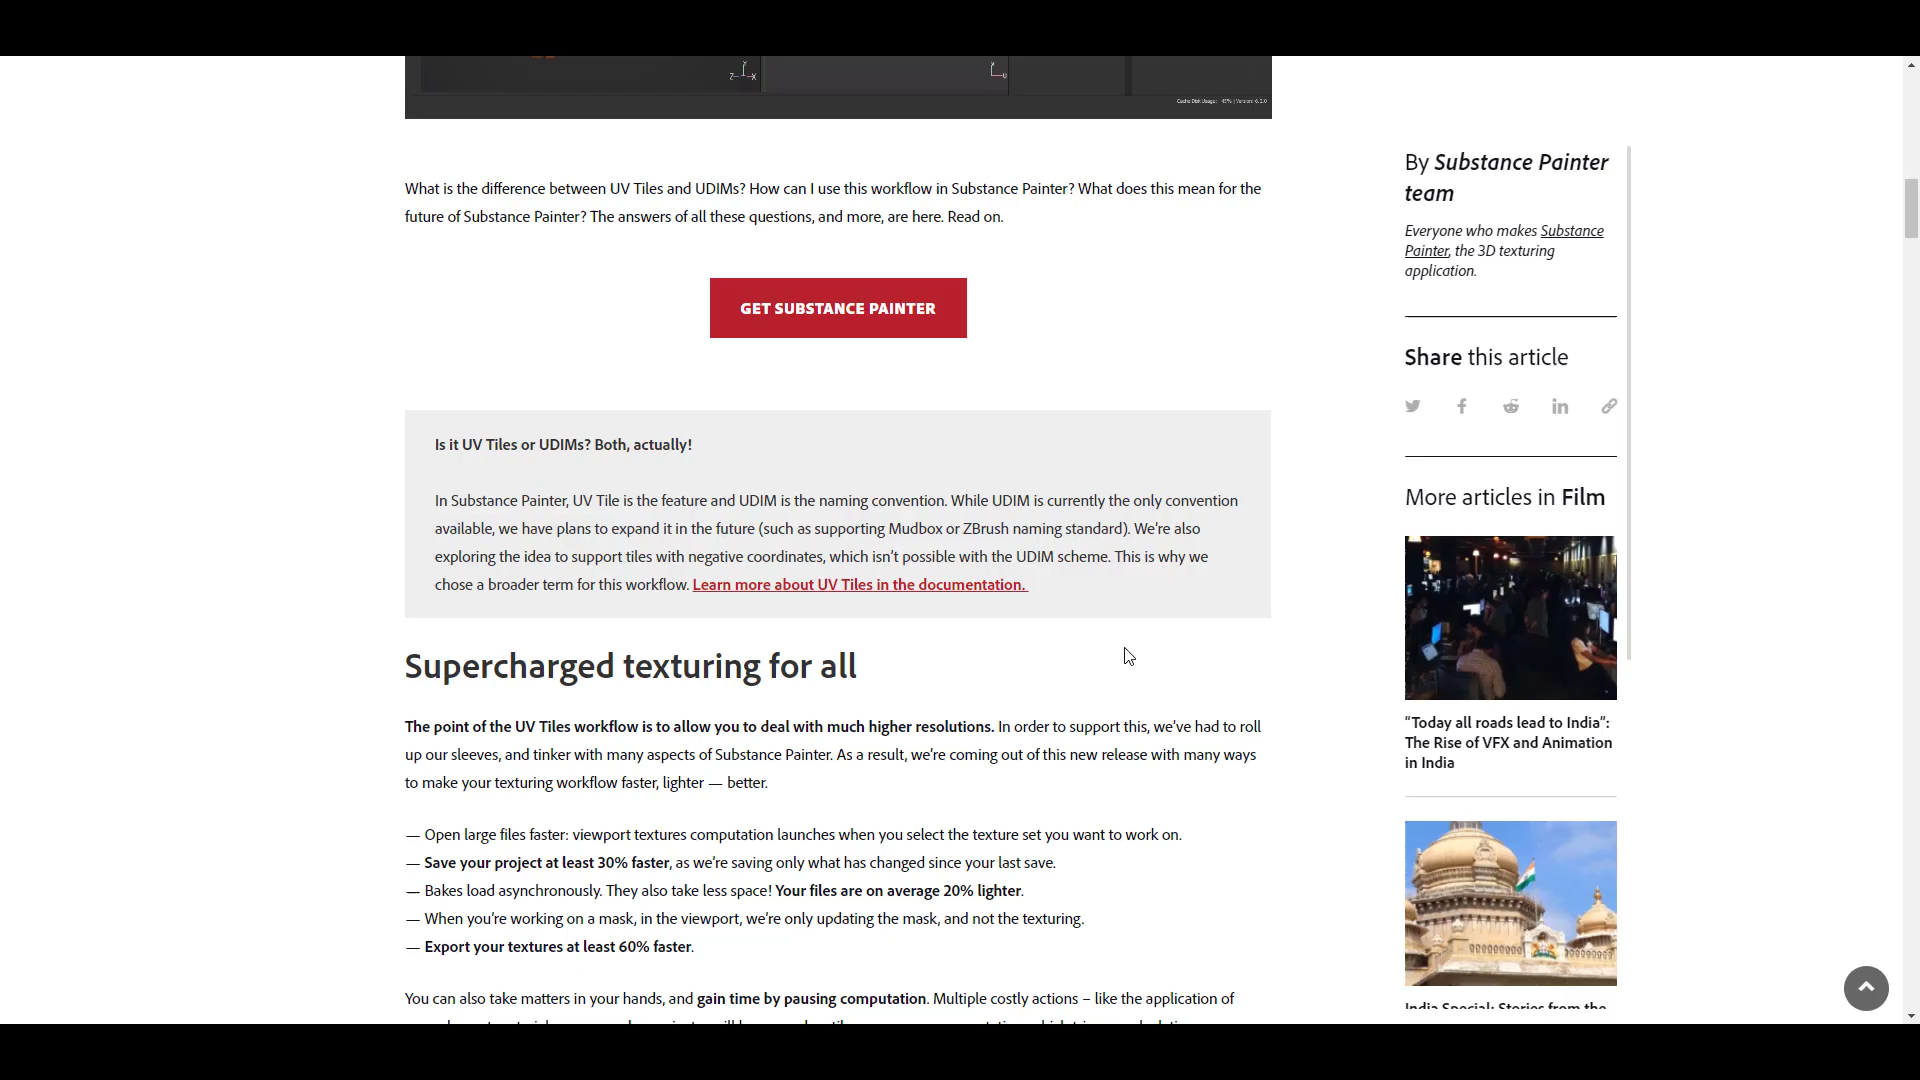 Z X
U
Cache Disk Usage: 45% | Version: 6.2.0
What is the difference between UV Tiles and UDIMs? How can I use this workflow in Substance Painter? What does this mean for the
future of Substance Painter? The answers of all these questions, and more, are here. Read on.
GET SUBSTANCE PAINTER
Is it UV Tiles or UDIMs? Both, actually!
In Substance Painter, UV Tile is the feature and UDIM is the naming convention. While UDIM is currently the only convention
available, we have plans to expand it in the future (such as supporting Mudbox or ZBrush naming standard). We’re also
exploring the idea to support tiles with negative coordinates, which isn’t possible with the UDIM scheme. This is why we
chose a broader term for this workflow. Learn more about UV Tiles in the documentation.
Supercharged texturing for all
The point of the UV Tiles workflow is to allow you to deal with much higher resolutions. In order to support this, we’ve had to roll
up our sleeves, and tinker with many aspects of Substance Painter. As a result, we’re coming out of this new release with many ways
to make your texturing workflow faster, lighter — better.
— Open large files faster: viewport textures computation launches when you select the texture set you want to work on.
— Save your project at least 30% faster, as we’re saving only what has changed since your last save.
— Bakes load asynchronously. They also take less space! Your files are on average 20% lighter.
— When you’re working on a mask, in the viewport, we’re only updating the mask, and not the texturing.
— Export your textures at least 60% faster.
You can also take matters in your hands, and gain time by pausing computation. Multiple costly actions – like the application of
By Substance Painter
team
Everyone who makes Substance
Painter, the 3D texturing
application.
Share this article
More articles in Film
“Today all roads lead to India”:
The Rise of VFX and Animation
in India
India Special: Stories from the